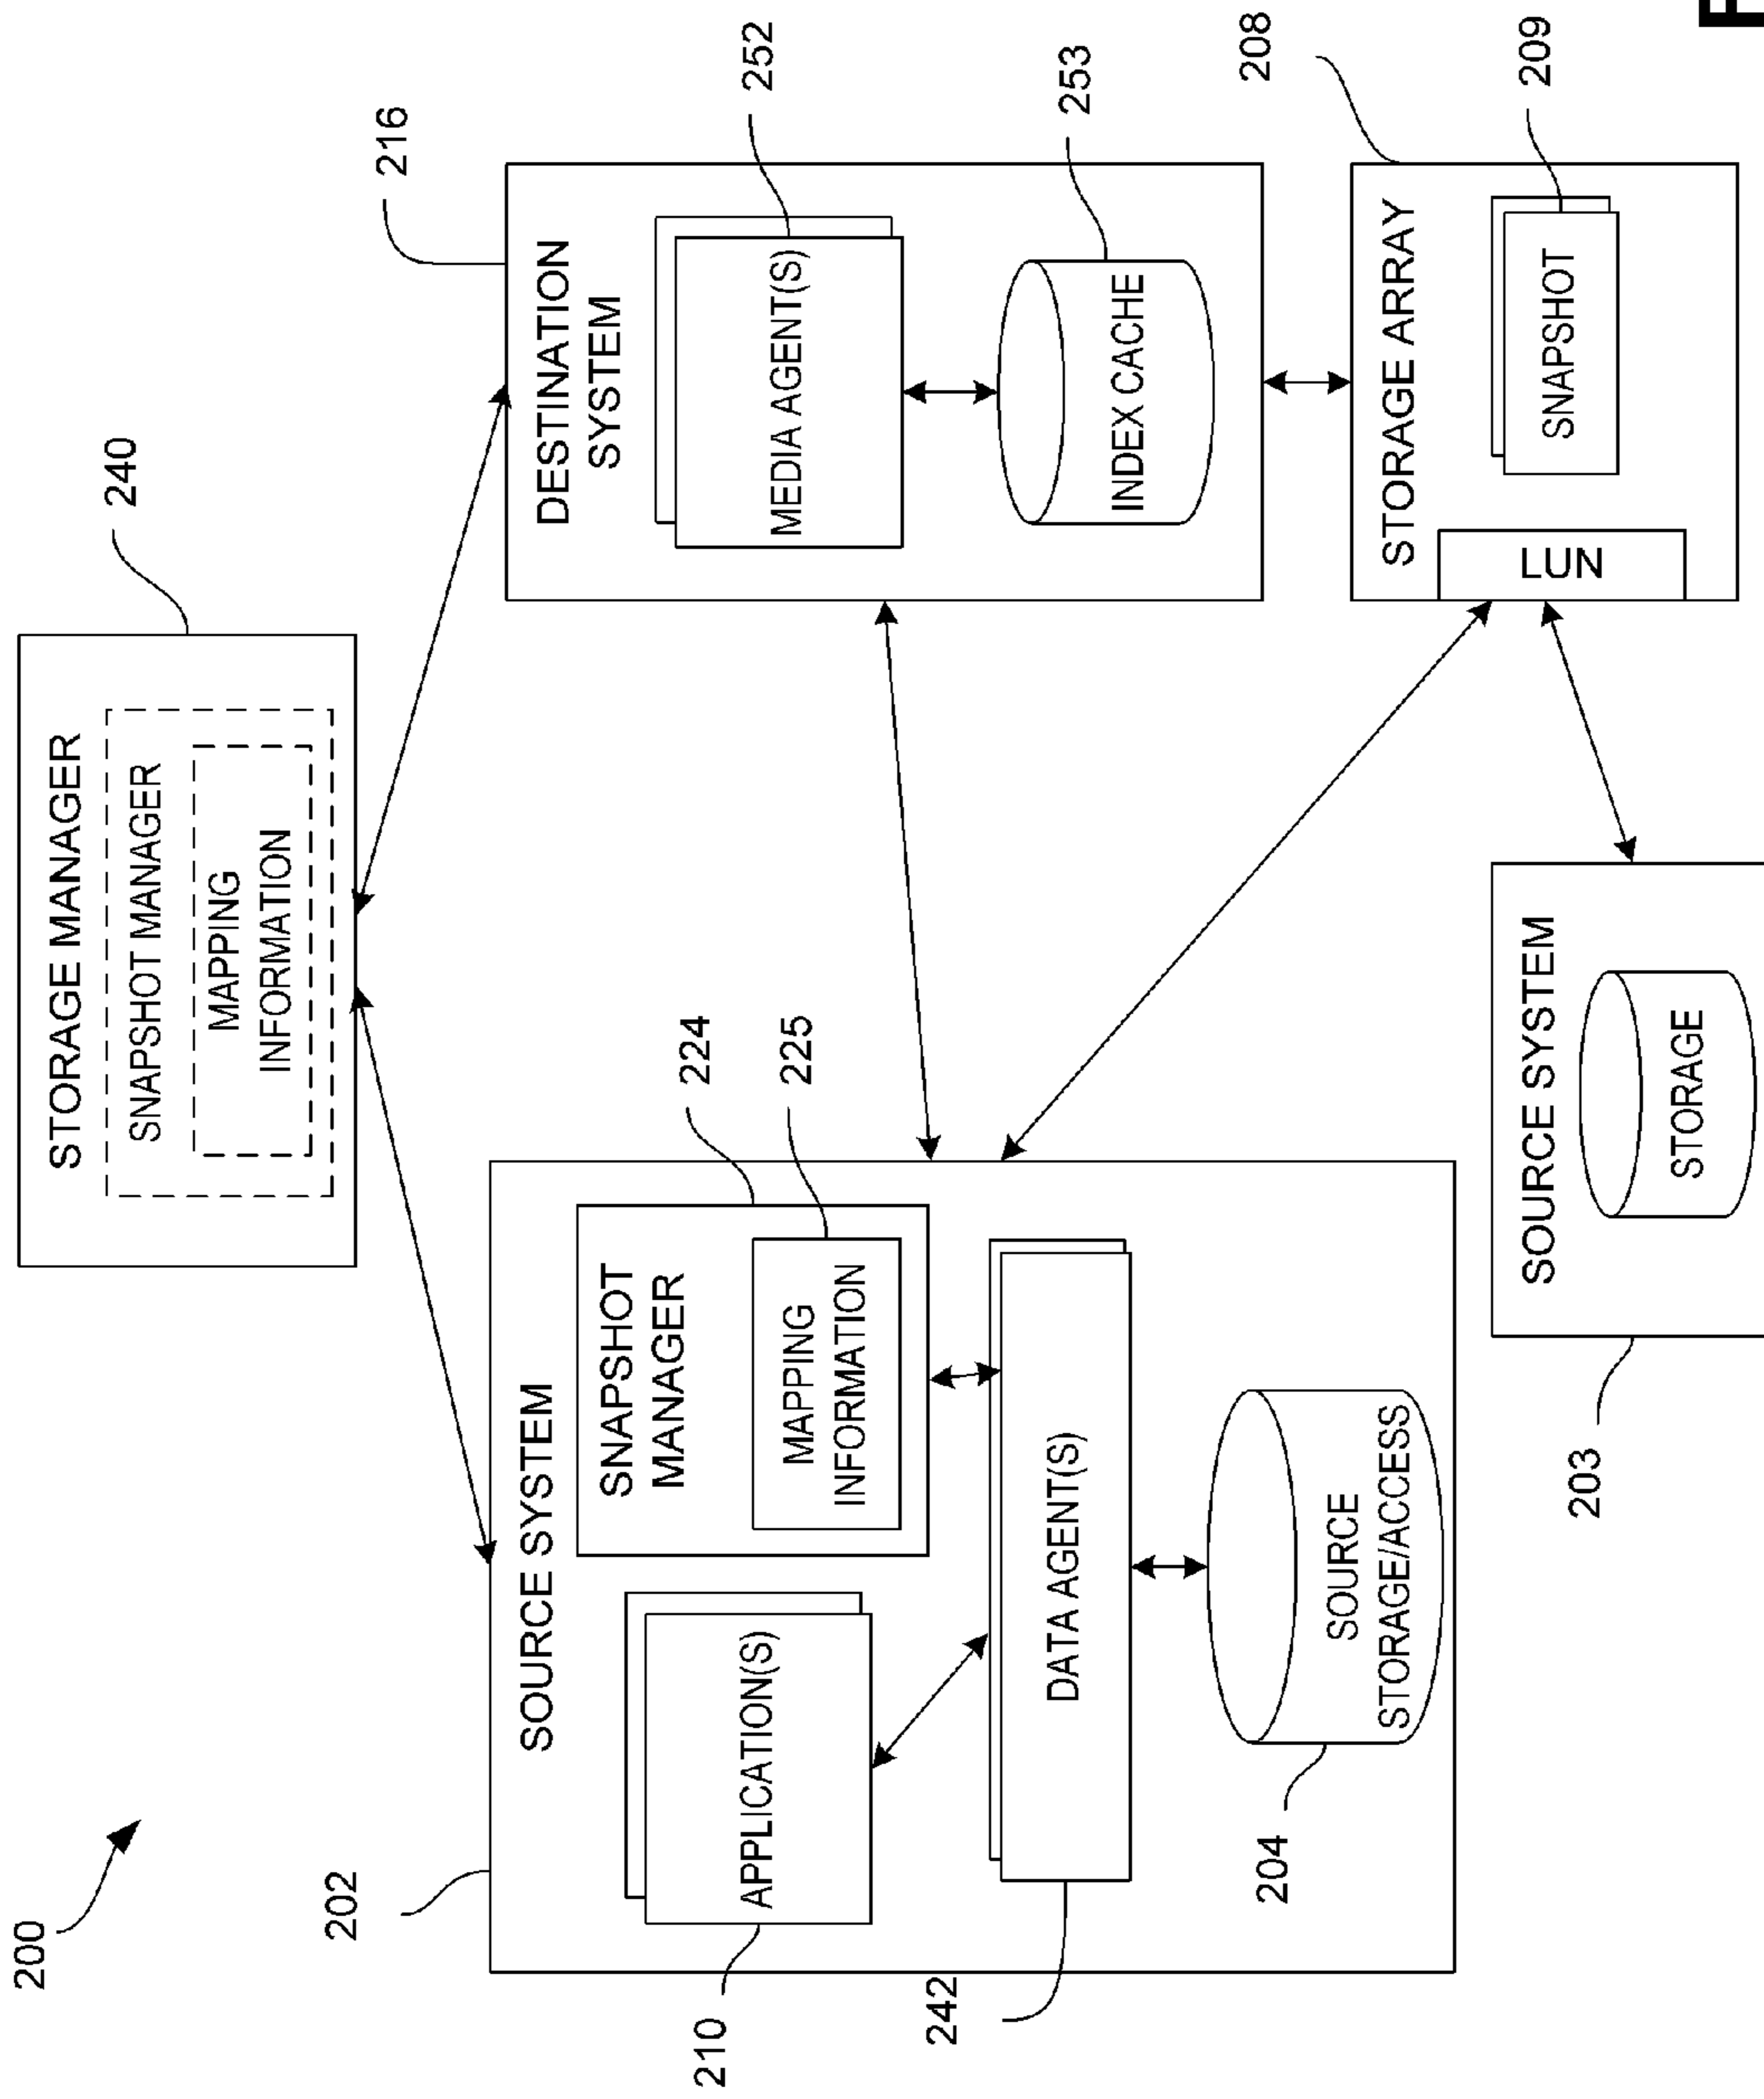 200
240
STORAGE MANAGER
SNAPSHOT MANAGER
MAPPING
INFORMATION
202
SOURCE SYSTEM
210
APPLICATION(S)
SNAPSHOT
MANAGER
224
MAPPING
INFORMATION
225
242
DATA AGENT(S)
204
SOURCE
STORAGE/ACCESS
216
DESTINATION
SYSTEM
MEDIA AGENT(S)
252
INDEX CACHE
253
203
SOURCE SYSTEM
STORAGE
208
STORAGE ARRAY
LUN
SNAPSHOT
209